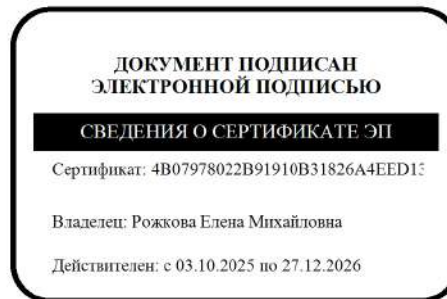 ДОКУМЕНТ ПОДПИСАН
ЭЛЕКТРОННОЙ ПОДПИСЬЮ
СВЕДЕНИЯ О СЕРТИФИКАТЕ ЭП
Сертификат: 4B07978022B91910B31826A4EED13
Владелец: Рожкова Елена Михайловна
Действителен: с 03.10.2025 по 27.12.2026